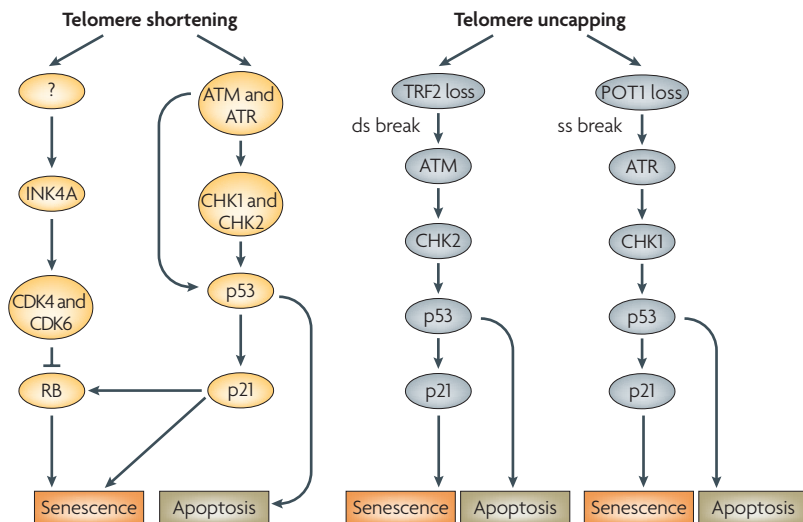 Telomere shortening
?
ATM and
ATR
INK4A
CHK1 and
CHK2
CDK4 and
CDK6
p53
RB
p21
Senescence
Apoptosis
Telomere uncapping
TRF2 loss
POT1 loss
ds break
ss break
ATM
ATR
CHK2
CHK1
p53
p53
p21
p21
Senescence
Apoptosis
Senescence
Apoptosis